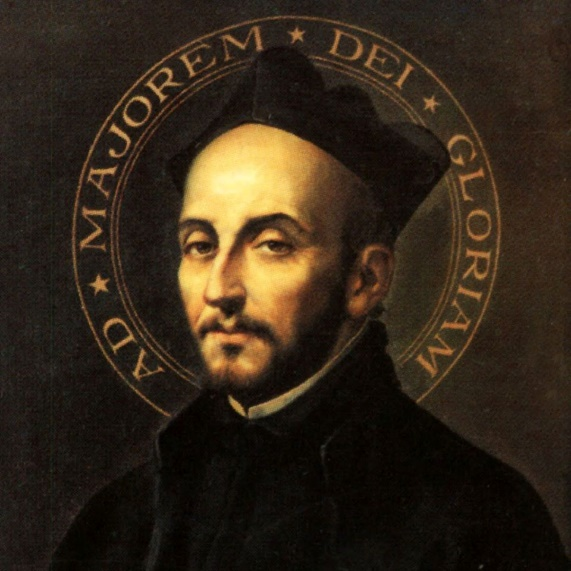 AD ★ MAJOREM ★ DEI ★ GLORIAM